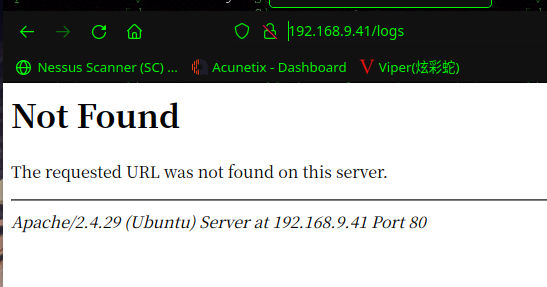 192.168.9.41/logs
Nessus Scanner (SC) ... Acunetix - Dashboard Viper(炫彩蛇)
Not Found
The requested URL was not found on this server.
Apache/2.4.29 (Ubuntu) Server at 192.168.9.41 Port 80